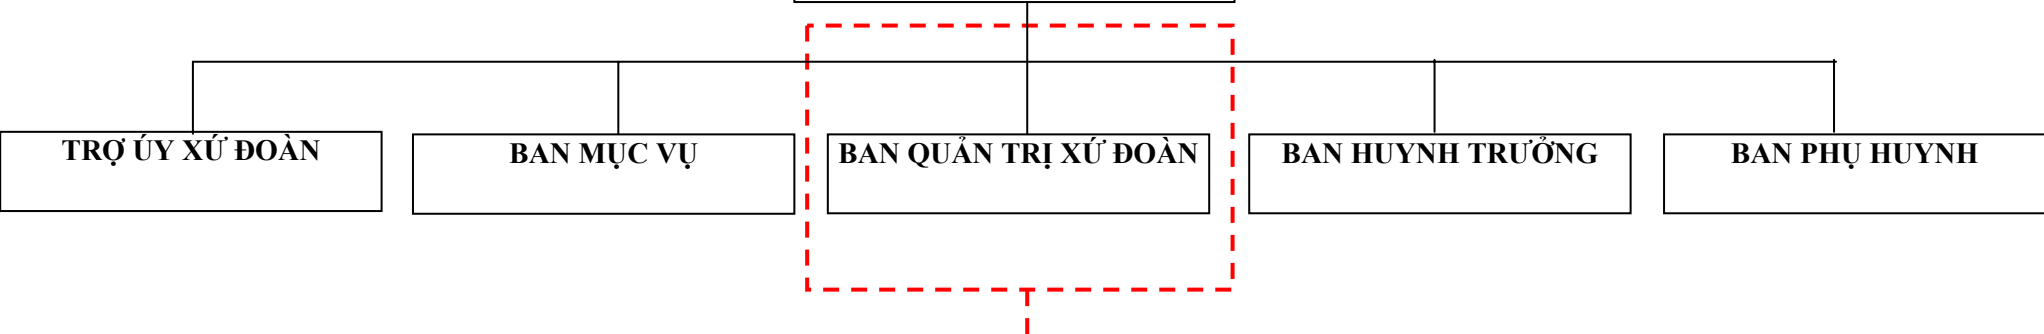 TRỢ ÚY XỨ ĐOÀN
BAN MỤC VỤ
BAN QUẢN TRỊ XỨ ĐOÀN
BAN HUYNH TRƯỞNG
BAN PHỤ HUYNH